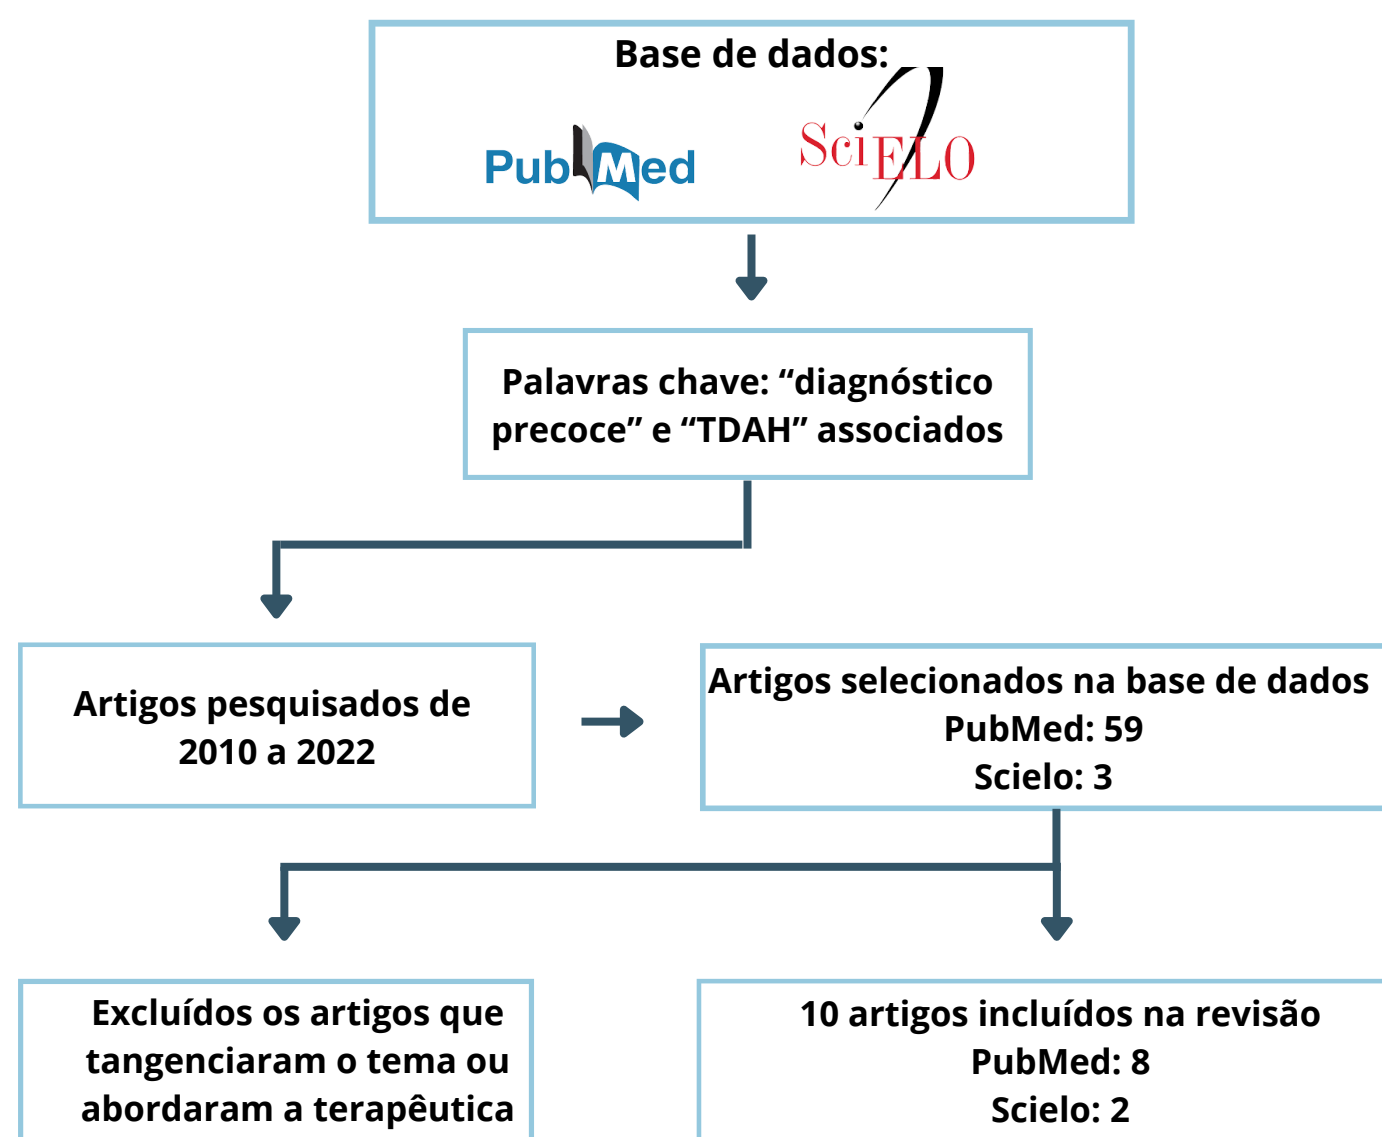 Base de dados:
PubMed
SciELO
Palavras chave: “diagnóstico
precoce” e “TDAH” associados
Artigos pesquisados de
2010 a 2022
Artigos selecionados na base de dados
PubMed: 59
Scielo: 3
Excluídos os artigos que
tangenciaram o tema ou
abordaram a terapêutica
10 artigos incluídos na revisão
PubMed: 8
Scielo: 2